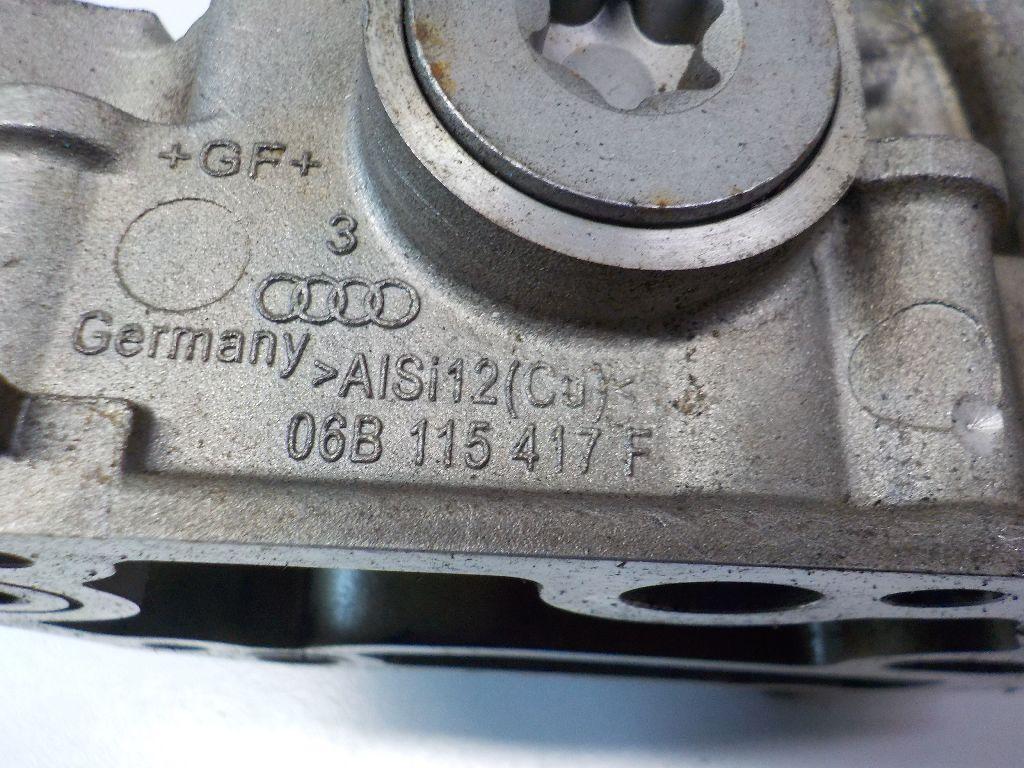 +GF+
3
Germany
>AlSi12(Cu)<
06B 115 417 F